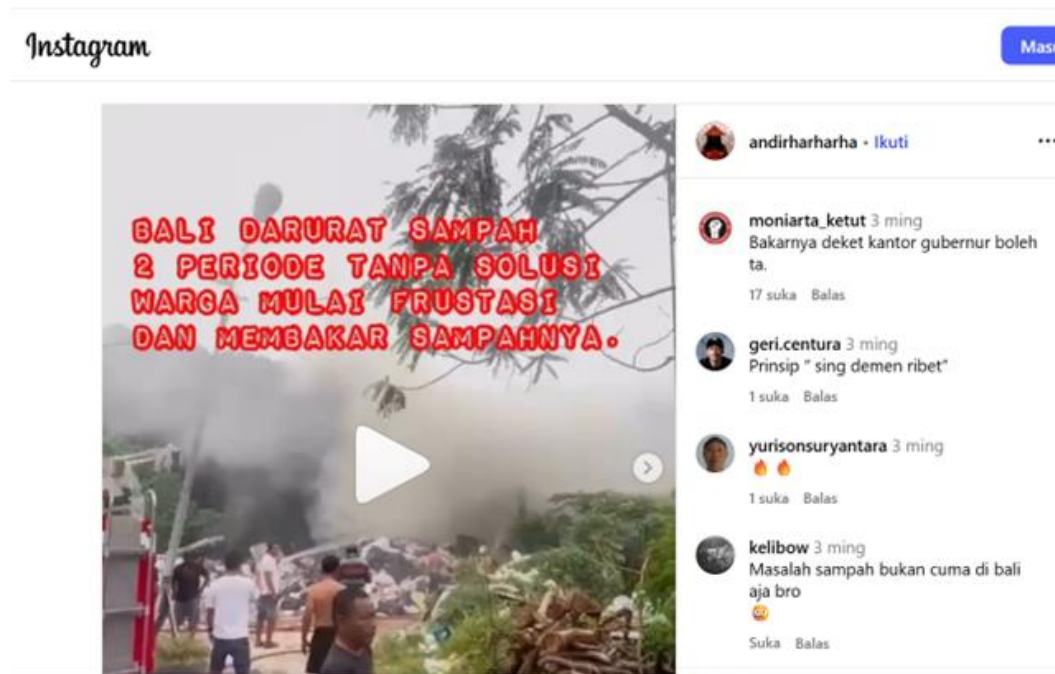 Instagram
BALI DARURAT SAMPAH
2 PERIODE TANPA SOLUSI
WARGA MULAI FRUSTASI
DAN MEMBAKAR SAMPAHNYA.
andirharharha • Ikuti
moniarta_ketut 3 ming
Bakarnya deket kantor gubernur boleh
ta.
17 suka Balas
geri.centura 3 ming
Prinsip " sing demen ribet"
1 suka Balas
yurisonsuryantara 3 ming
🔥 🔥
1 suka Balas
kelibow 3 ming
Masalah sampah bukan cuma di bali
aja bro
Suka Balas